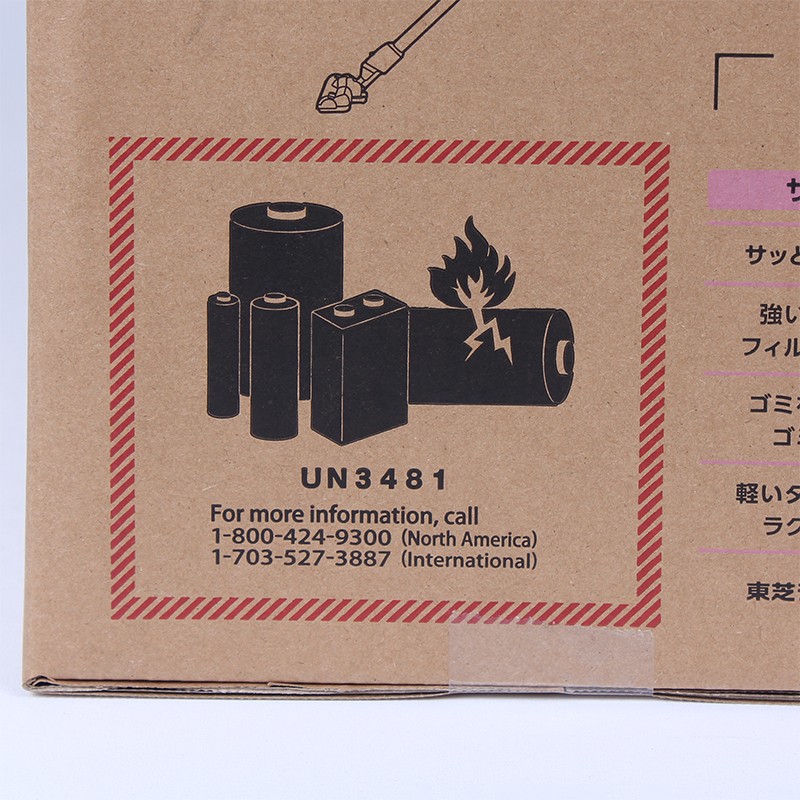 UN3481
For more information, call
1-800-424-9300 (North America)
1-703-527-3887 (International)
サッと
強い
フィル
ゴミ
ゴミ
軽いタ
ラク
東芝